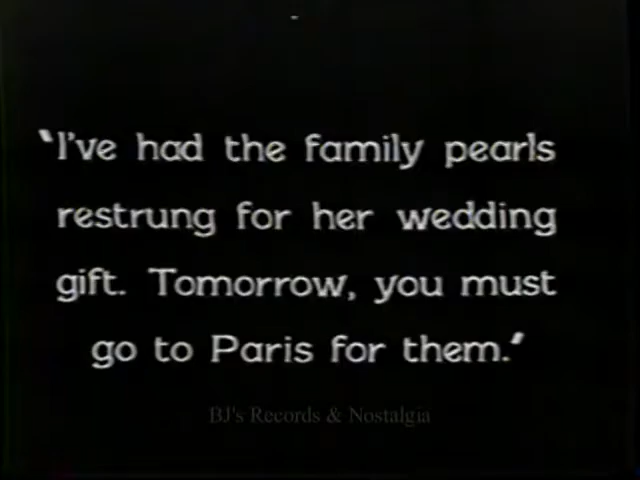 "I've had the family pearls
restrung for her wedding
gift. Tomorrow, you must
go to Paris for them."
BJ's Records & Nostalgia